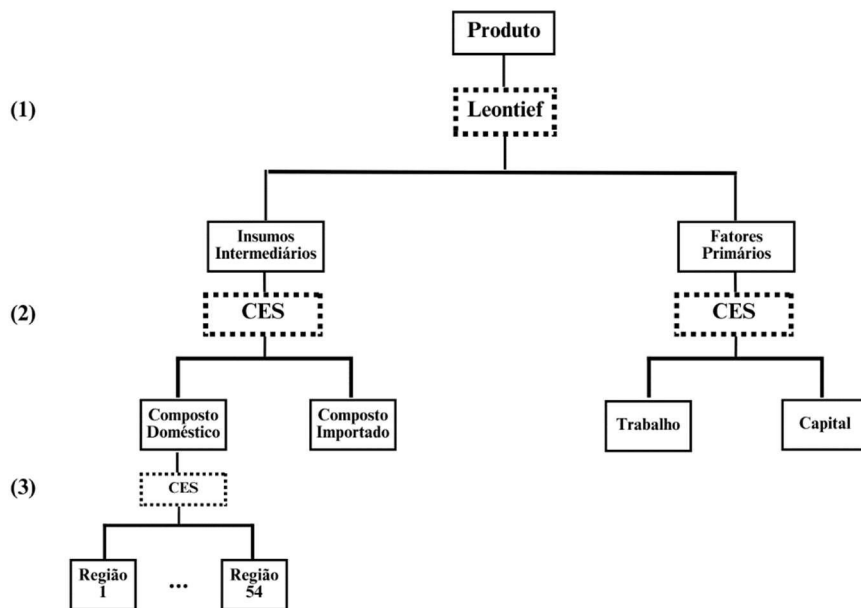 Produto
(1)
Leontief
Insumos
Intermediários
Fatores
Primários
(2)
CES
CES
Composto
Doméstico
Composto
Importado
Trabalho
Capital
(3)
CES
Região
1
...
Região
54